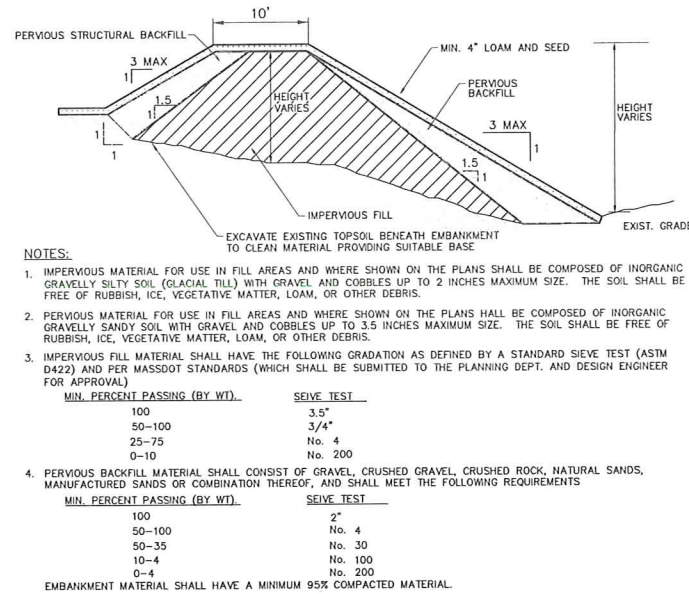 10'
PERVIOUS STRUCTURAL BACKFILL
MIN. 4" LOAM AND SEED
3 MAX
1
PERVIOUS
BACKFILL
HEIGHT
VARIES
HEIGHT
VARIES
1.5
1
3 MAX
1
1
1
1.5
1
IMPERVIOUS FILL
EXIST. GRADE
EXCAVATE EXISTING TOPSOIL BENEATH EMBANKMENT
TO CLEAN MATERIAL PROVIDING SUITABLE BASE
NOTES:
1. IMPERVIOUS MATERIAL FOR USE IN FILL AREAS AND WHERE SHOWN ON THE PLANS SHALL BE COMPOSED OF INORGANIC
GRAVELLY SILTY SOIL (GLACIAL TILL) WITH GRAVEL AND COBBLES UP TO 2 INCHES MAXIMUM SIZE. THE SOIL SHALL BE
FREE OF RUBBISH, ICE, VEGETATIVE MATTER, LOAM, OR OTHER DEBRIS.
2. PERVIOUS MATERIAL FOR USE IN FILL AREAS AND WHERE SHOWN ON THE PLANS HALL BE COMPOSED OF INORGANIC
GRAVELLY SANDY SOIL WITH GRAVEL AND COBBLES UP TO 3.5 INCHES MAXIMUM SIZE. THE SOIL SHALL BE FREE OF
RUBBISH, ICE, VEGETATIVE MATTER, LOAM, OR OTHER DEBRIS.
3. IMPERVIOUS FILL MATERIAL SHALL HAVE THE FOLLOWING GRADATION AS DEFINED BY A STANDARD SIEVE TEST (ASTM
D422) AND PER MASSDOT STANDARDS (WHICH SHALL BE SUBMITTED TO THE PLANNING DEPT. AND DESIGN ENGINEER
FOR APPROVAL)
MIN. PERCENT PASSING (BY WT). SEIVE TEST
100 3.5"
50-100 3/4"
25-75 No. 4
0-10 No. 200
4. PERVIOUS BACKFILL MATERIAL SHALL CONSIST OF GRAVEL, CRUSHED GRAVEL, CRUSHED ROCK, NATURAL SANDS,
MANUFACTURED SANDS OR COMBINATION THEREOF, AND SHALL MEET THE FOLLOWING REQUIREMENTS
MIN. PERCENT PASSING (BY WT). SEIVE TEST
100 2"
50-100 No. 4
50-35 No. 30
10-4 No. 100
0-4 No. 200
EMBANKMENT MATERIAL SHALL HAVE A MINIMUM 95% COMPACTED MATERIAL.